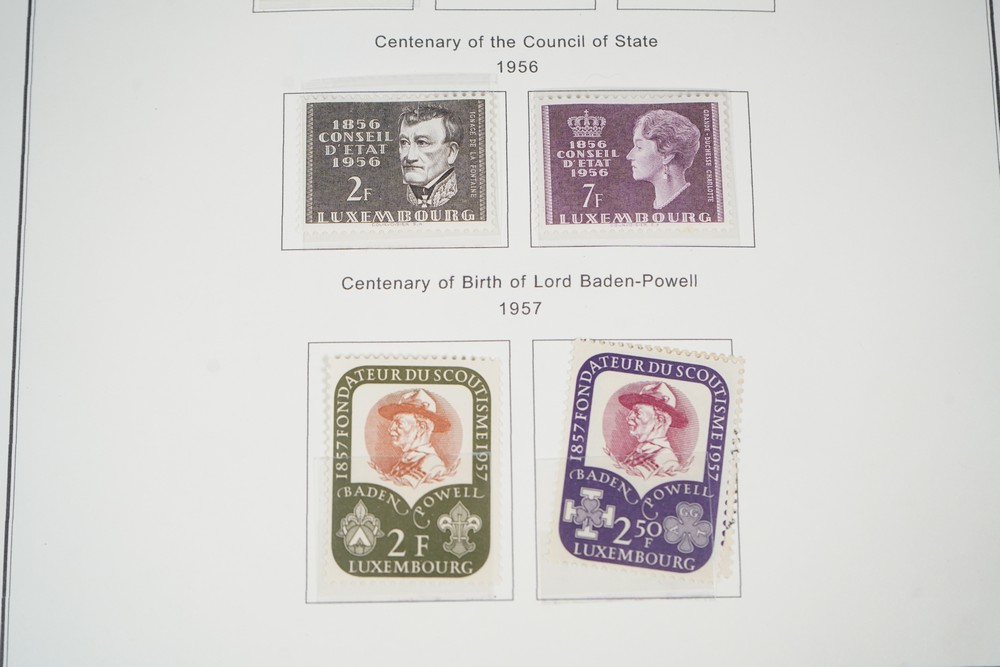 Centenary of the Council of State
1956
1856
CONSEIL
D'ETAT
1956
2F
IGNACE DE LA FONTAINE
LUXEMBOURG
1856
CONSEIL
D'ETAT
1956
7F
GRANDE-DUCHESSE CHARLOTTE
LUXEMBOURG
Centenary of Birth of Lord Baden-Powell
1957
1857 FONDATEUR DU SCOUTISME 1957
BADEN POWELL
2F
LUXEMBOURG
1857 FONDATEUR DU SCOUTISME 1957
BADEN POWELL
2.50 F
LUXEMBOURG